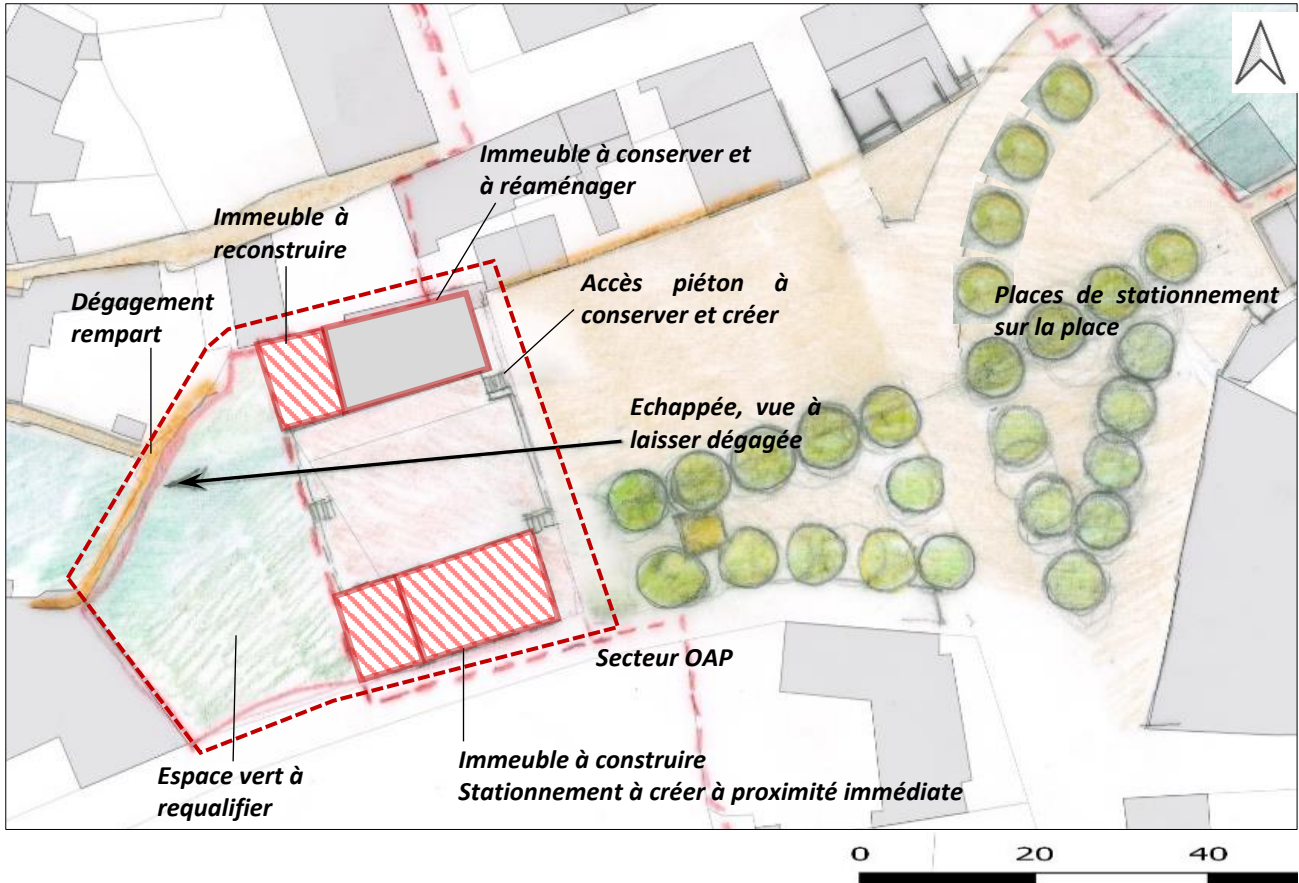 Immeuble à conserver et
à réaménager
Immeuble à
reconstruire
Dégagement
rempart
Accès piéton à
conserver et créer
Places de stationnement
sur la place
Echappée, vue à
laisser dégagée
Secteur OAP
Immeuble à construire
Stationnement à créer à proximité immédiate
Espace vert à
requalifier
0 20 40